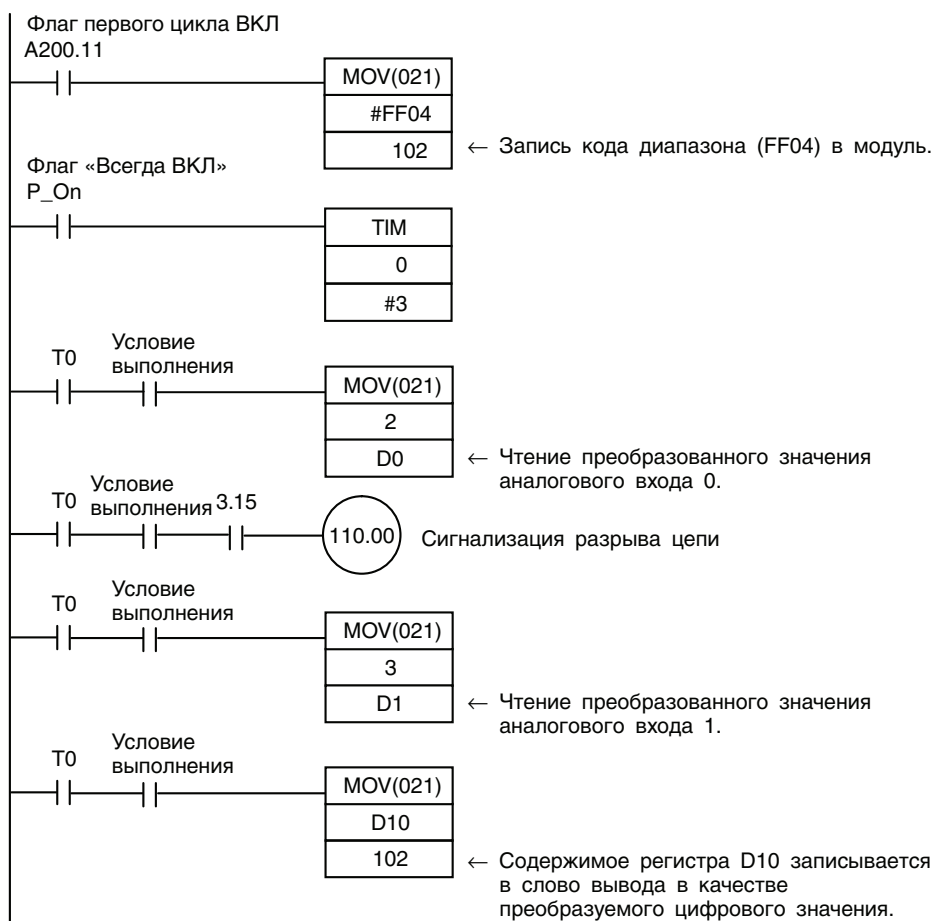 Флаг первого цикла ВКЛ
A200.11
MOV(021)
#FF04
102
← Запись кода диапазона (FF04) в модуль.
Флаг «Всегда ВКЛ»
P_On
TIM
0
#3
T0
Условие
выполнения
MOV(021)
2
D0
← Чтение преобразованного значения
аналогового входа 0.
T0
Условие
выполнения
3.15
110.00
Сигнализация разрыва цепи
T0
Условие
выполнения
MOV(021)
3
D1
← Чтение преобразованного значения
аналогового входа 1.
T0
Условие
выполнения
MOV(021)
D10
102
← Содержимое регистра D10 записывается
в слово вывода в качестве
преобразуемого цифрового значения.